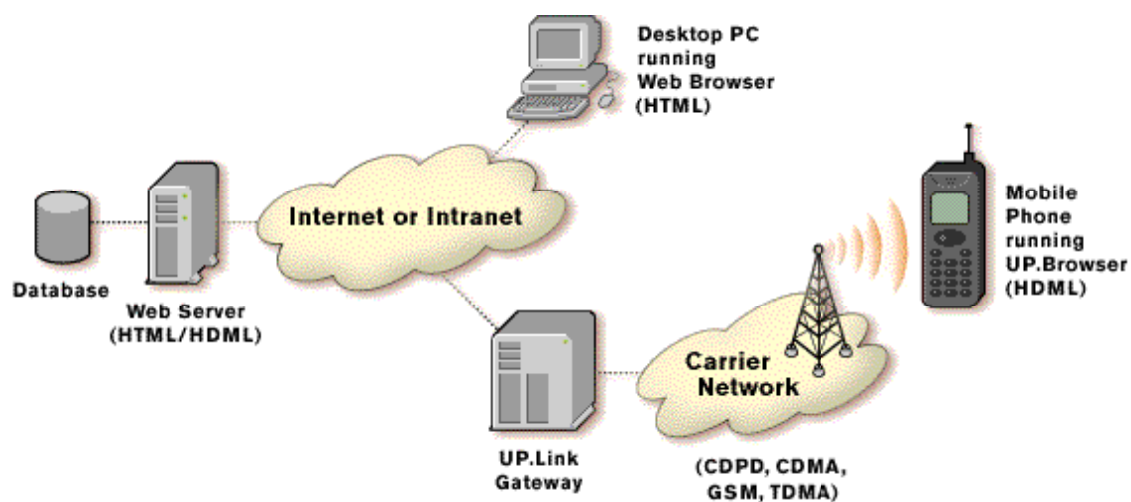 Desktop PC
running
Web Browser
(HTML)
Internet or Intranet
Database
Web Server
(HTML/HDML)
Mobile
Phone
running
UP.Browser
(HDML)
Carrier
Network
UP.Link
Gateway
(CDPD, CDMA,
GSM, TDMA)